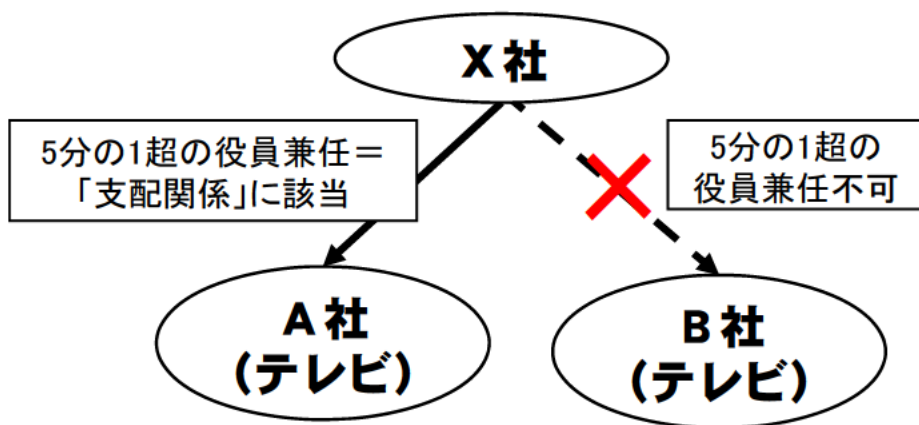 X社
5分の1超の役員兼任＝
「支配関係」に該当
5分の1超の
役員兼任不可
A社
(テレビ)
B社
(テレビ)